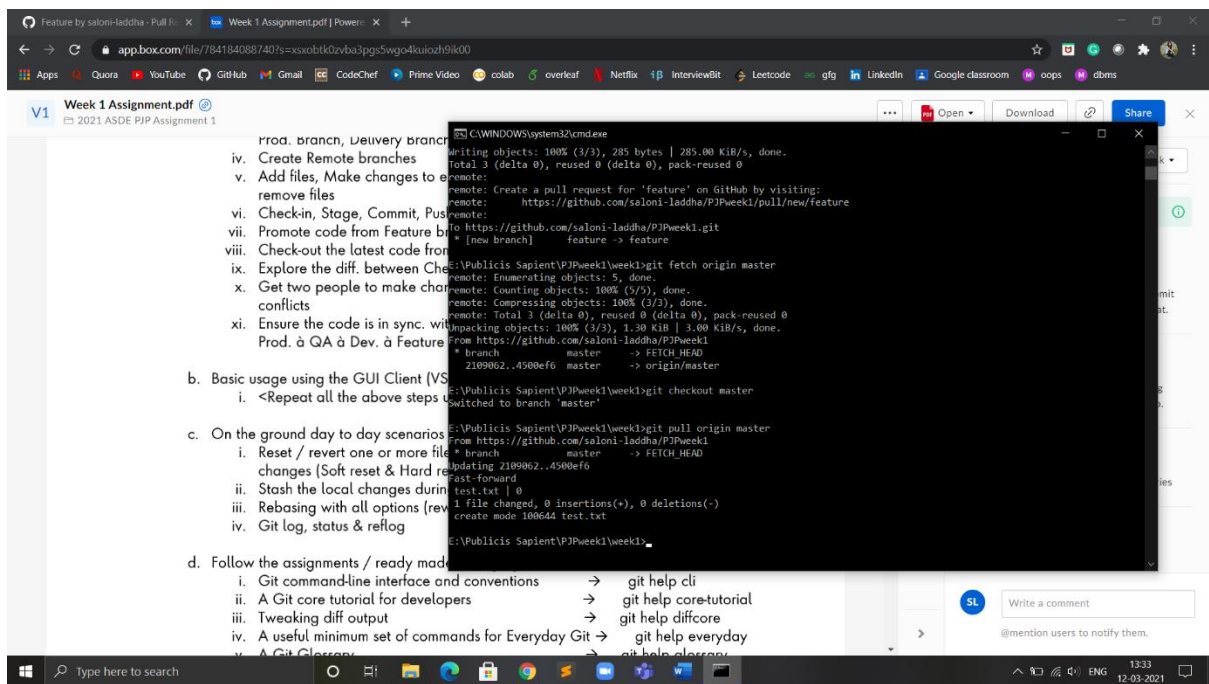 Feature by saloni-laddha · Pull Re
Week 1 Assignment.pdf | Powere
app.box.com/file/784184088740?s=xsxobtk0zvba3pgs5wgo4kuiozh9ik00
Apps Quora YouTube GitHub Gmail CodeChef Prime Video colab overleaf Netflix InterviewBit Leetcode gfg LinkedIn Google classroom oops dbms
V1
Week 1 Assignment.pdf
2021 ASDE PJP Assignment 1
Open
Download
Share
Prod. Branch, Delivery Branch
iv. Create Remote branches
v. Add files, Make changes to e
remove files
vi. Check-in, Stage, Commit, Pus
vii. Promote code from Feature br
viii. Check-out the latest code from
ix. Explore the diff. between Che
x. Get two people to make chan
conflicts
xi. Ensure the code is in sync. wit
Prod. à QA à Dev. à Feature
b. Basic usage using the GUI Client (VS
i. <Repeat all the above steps u
c. On the ground day to day scenarios
i. Reset / revert one or more file
changes (Soft reset & Hard re
ii. Stash the local changes durin
iii. Rebasing with all options (rew
iv. Git log, status & reflog
d. Follow the assignments / ready mad
i. Git command-line interface and conventions → git help cli
ii. A Git core tutorial for developers → git help core-tutorial
iii. Tweaking diff output → git help diffcore
iv. A useful minimum set of commands for Everyday Git → git help everyday
v. A Git Glossary → git help glossary
C:\WINDOWS\system32\cmd.exe
Writing objects: 100% (3/3), 285 bytes | 285.00 KiB/s, done.
Total 3 (delta 0), reused 0 (delta 0), pack-reused 0
remote:
remote: Create a pull request for 'feature' on GitHub by visiting:
remote: https://github.com/saloni-laddha/PJPweek1/pull/new/feature
remote:
To https://github.com/saloni-laddha/PJPweek1.git
* [new branch] feature -> feature
E:\Publicis Sapient\PJPweek1\week1>git fetch origin master
remote: Enumerating objects: 5, done.
remote: Counting objects: 100% (5/5), done.
remote: Compressing objects: 100% (3/3), done.
remote: Total 3 (delta 0), reused 0 (delta 0), pack-reused 0
Unpacking objects: 100% (3/3), 1.30 KiB | 3.00 KiB/s, done.
From https://github.com/saloni-laddha/PJPweek1
* branch master -> FETCH_HEAD
2109062..4500ef6 master -> origin/master
E:\Publicis Sapient\PJPweek1\week1>git checkout master
Switched to branch 'master'
E:\Publicis Sapient\PJPweek1\week1>git pull origin master
From https://github.com/saloni-laddha/PJPweek1
* branch master -> FETCH_HEAD
Updating 2109062..4500ef6
Fast-forward
test.txt | 0
1 file changed, 0 insertions(+), 0 deletions(-)
create mode 100644 test.txt
E:\Publicis Sapient\PJPweek1\week1>
SL
Write a comment
@mention users to notify them.
Type here to search
ENG
13:33
12-03-2021